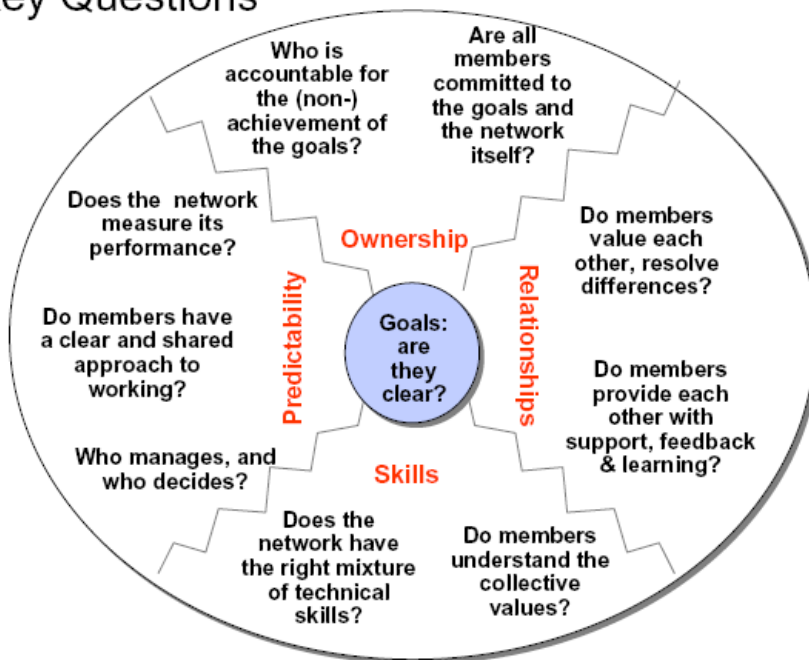 ey Questions
Who is
accountable for
the (non-)
achievement of
the goals?
Are all
members
committed to
the goals and
the network
itself?
Does the network
measure its
performance?
Do members have
a clear and shared
approach to
working?
Who manages, and
who decides?
Ownership
Predictability
Goals:
are
they
clear?
Relationships
Skills
Do members
value each
other, resolve
differences?
Do members
provide each
other with
support, feedback
& learning?
Does the
network have
the right mixture
of technical
skills?
Do members
understand the
collective
values?